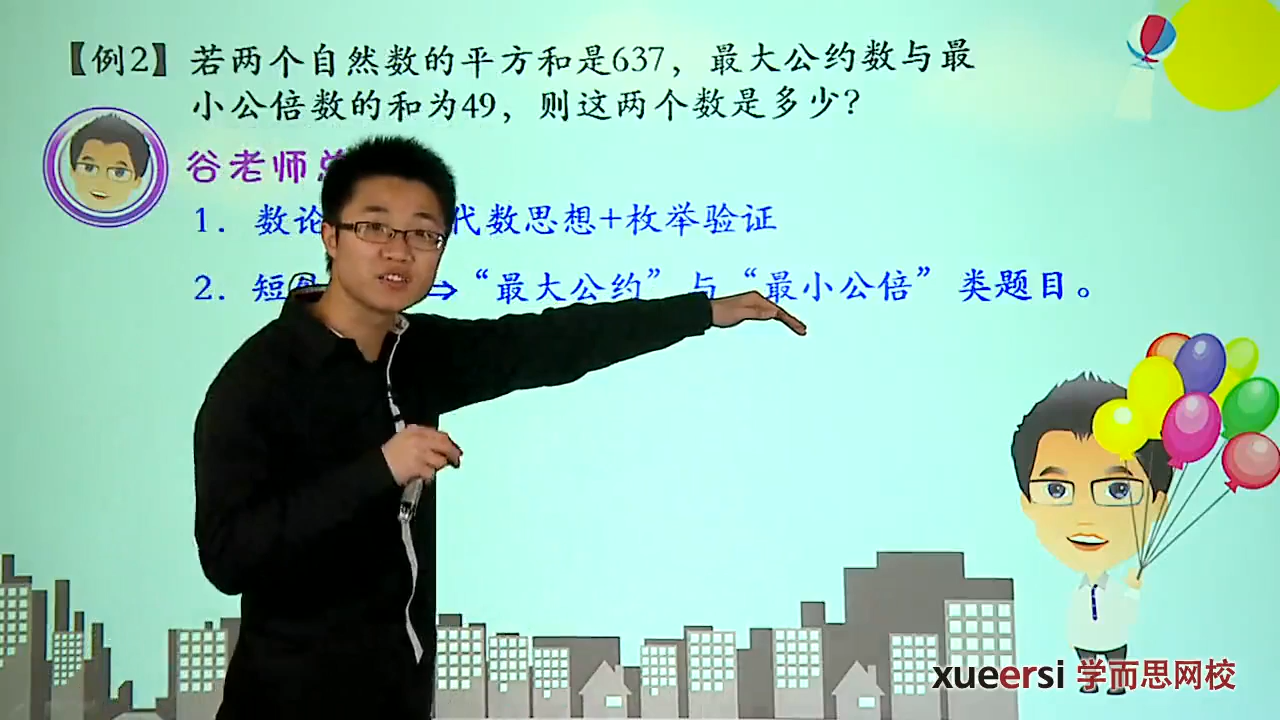 【例2】若两个自然数的平方和是637，最大公约数与最
小公倍数的和为49，则这两个数是多少？
谷老师总
1．数论 代数思想+枚举验证
2．短 ⇒“最大公约”与“最小公倍”类题目。
xueersi 学而思网校